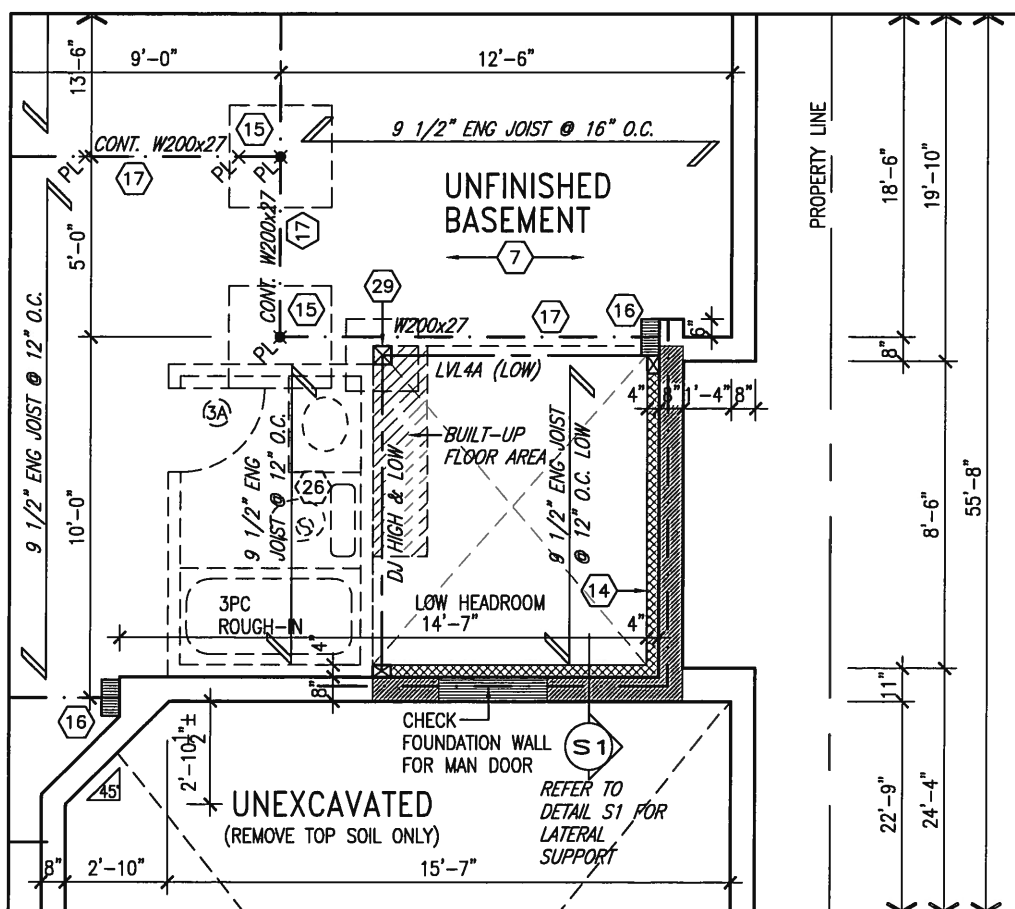 13'-6"
9'-0"
12'-6"
CONT. W200x27
15
9 1/2" ENG JOIST @ 16" O.C.
PL
PL
PL
17
UNFINISHED
BASEMENT
7
PROPERTY LINE
18'-6"
19'-10"
5'-0"
CONT. W200x27
17
9 1/2" ENG JOIST @ 12" O.C.
15
PL
29
W200x27
17
16
6"
8"
LVL4A (LOW)
4"
8"
1'-4"
8"
3A
BUILT-UP
FLOOR AREA
9 1/2" ENG
JOIST @ 12" O.C.
26
DJ HIGH & LOW
9 1/2" ENG JOIST
@ 12" O.C. LOW
10'-0"
8'-6"
55'-8"
14
3PC
ROUGH-IN
LOW HEADROOM
14'-7"
4"
4"
8"
11"
16
2'-10 1/2"±
CHECK
FOUNDATION WALL
FOR MAN DOOR
S1
45°
UNEXCAVATED
(REMOVE TOP SOIL ONLY)
REFER TO
DETAIL S1 FOR
LATERAL
SUPPORT
22'-9"
24'-4"
8"
2'-10"
15'-7"